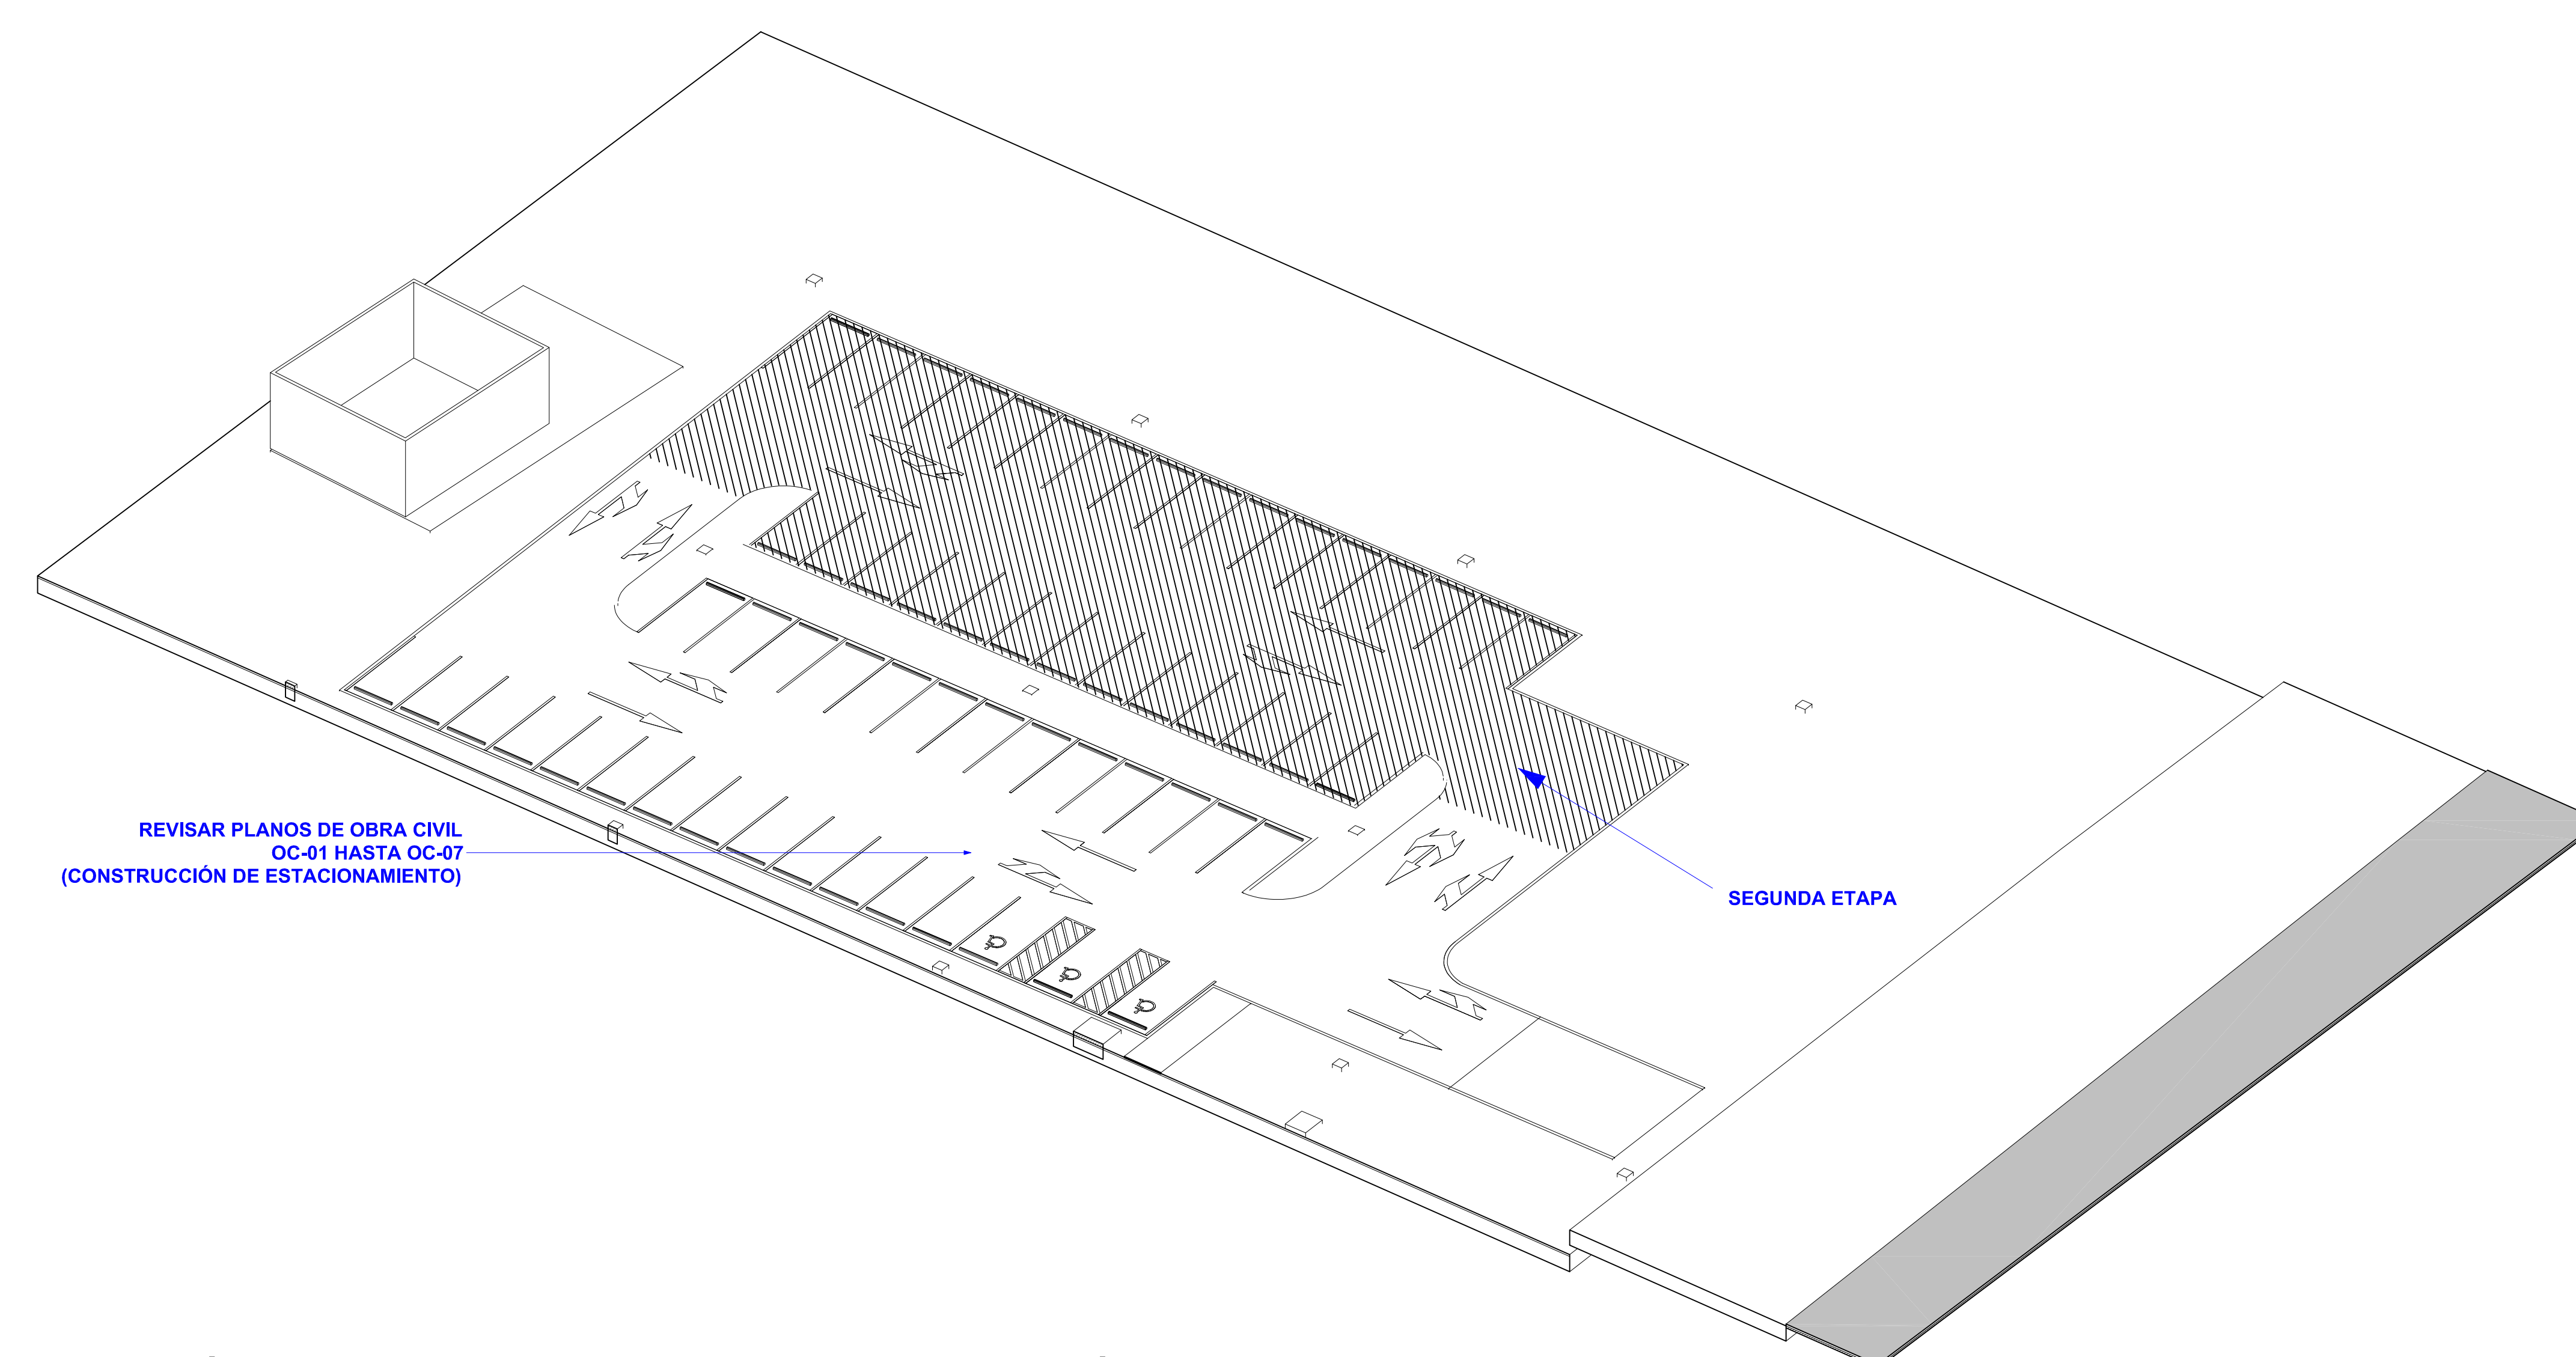 REVISAR PLANOS DE OBRA CIVIL
OC-01 HASTA OC-07
(CONSTRUCCIÓN DE ESTACIONAMIENTO)
SEGUNDA ETAPA